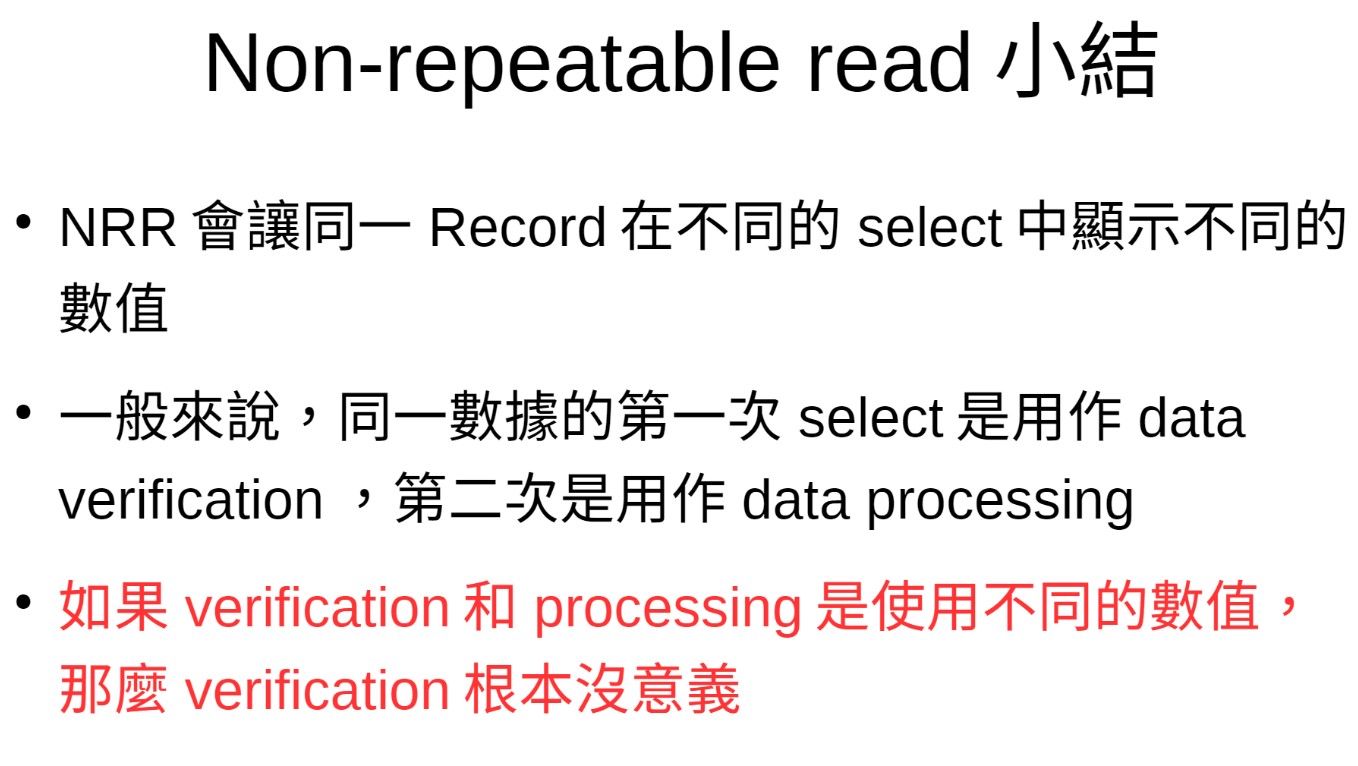 Non-repeatable read 小結
• NRR 會讓同一 Record 在不同的 select 中顯示不同的
數值
• 一般來說，同一數據的第一次 select 是用作 data
verification ，第二次是用作 data processing
• 如果 verification 和 processing 是使用不同的數值，
那麼 verification 根本沒意義